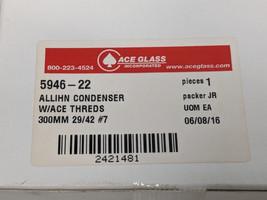 ACE GLASS
INCORPORATED
800-223-4524
www.aceglass.com
5946-22
pieces 1
ALLIHN CONDENSER
packer JR
W/ACE THREDS
UOM EA
300MM 29/42 #7
06/08/16
2421481